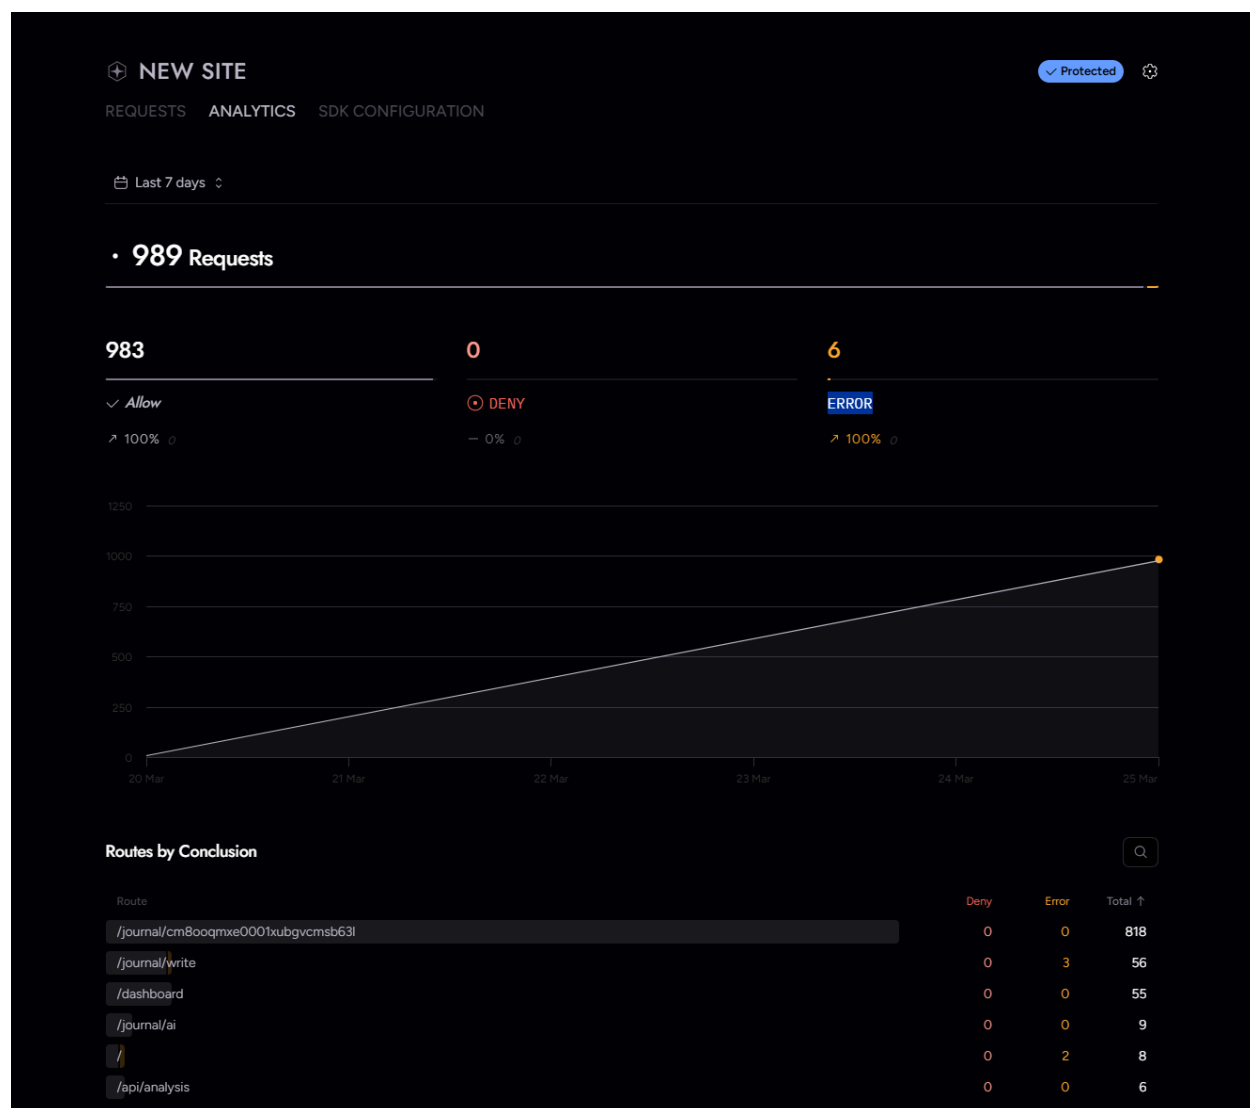 NEW SITE
Protected
REQUESTS ANALYTICS SDK CONFIGURATION
Last 7 days
989 Requests
983 0 6
Allow DENY ERROR
100% 0 0% 0 100% 0
1250
1000
750
500
250
0
20 Mar 21 Mar 22 Mar 23 Mar 24 Mar 25 Mar
Routes by Conclusion
Route Deny Error Total ↑
/journal/cm8ooqmxe0001xubgvcmsb63l 0 0 818
/journal/write 0 3 56
/dashboard 0 0 55
/journal/ai 0 0 9
/ 0 2 8
/api/analysis 0 0 6